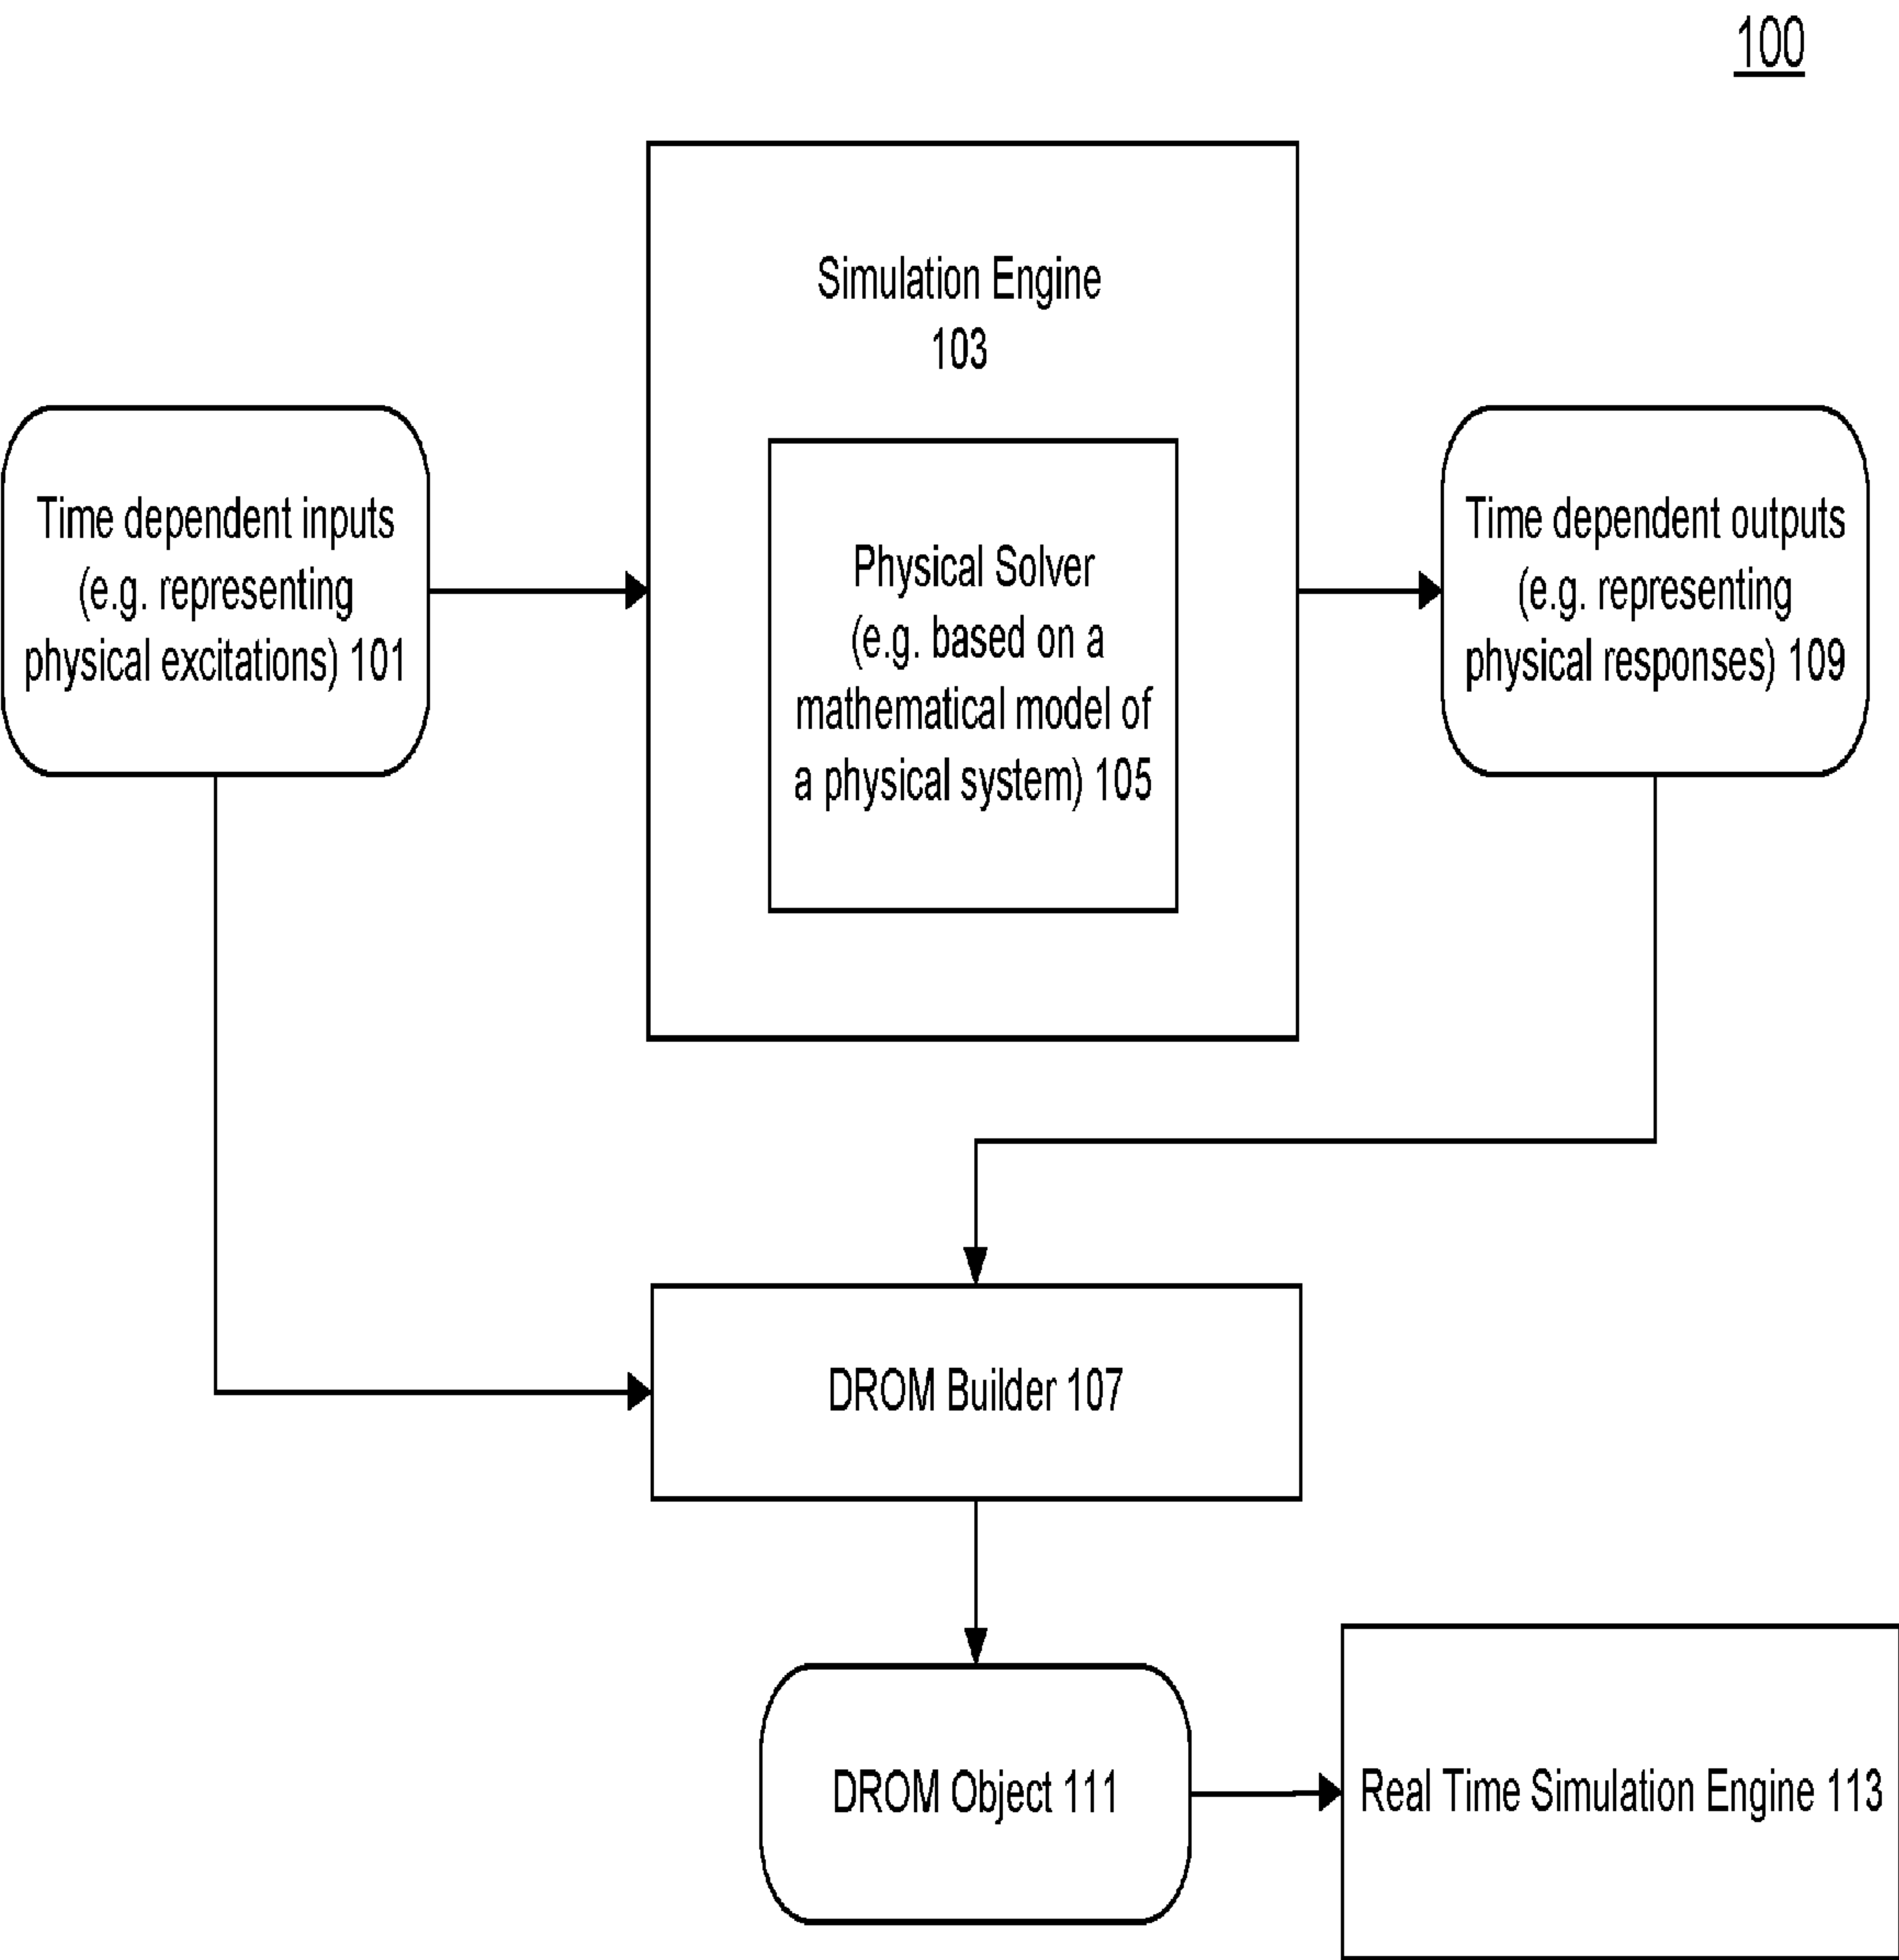 100
Simulation Engine
103
Time dependent inputs
(e.g. representing
physical excitations) 101
Physical Solver
(e.g. based on a
mathematical model of
a physical system) 105
Time dependent outputs
(e.g. representing
physical responses) 109
DROM Builder 107
DROM Object 111
Real Time Simulation Engine 113